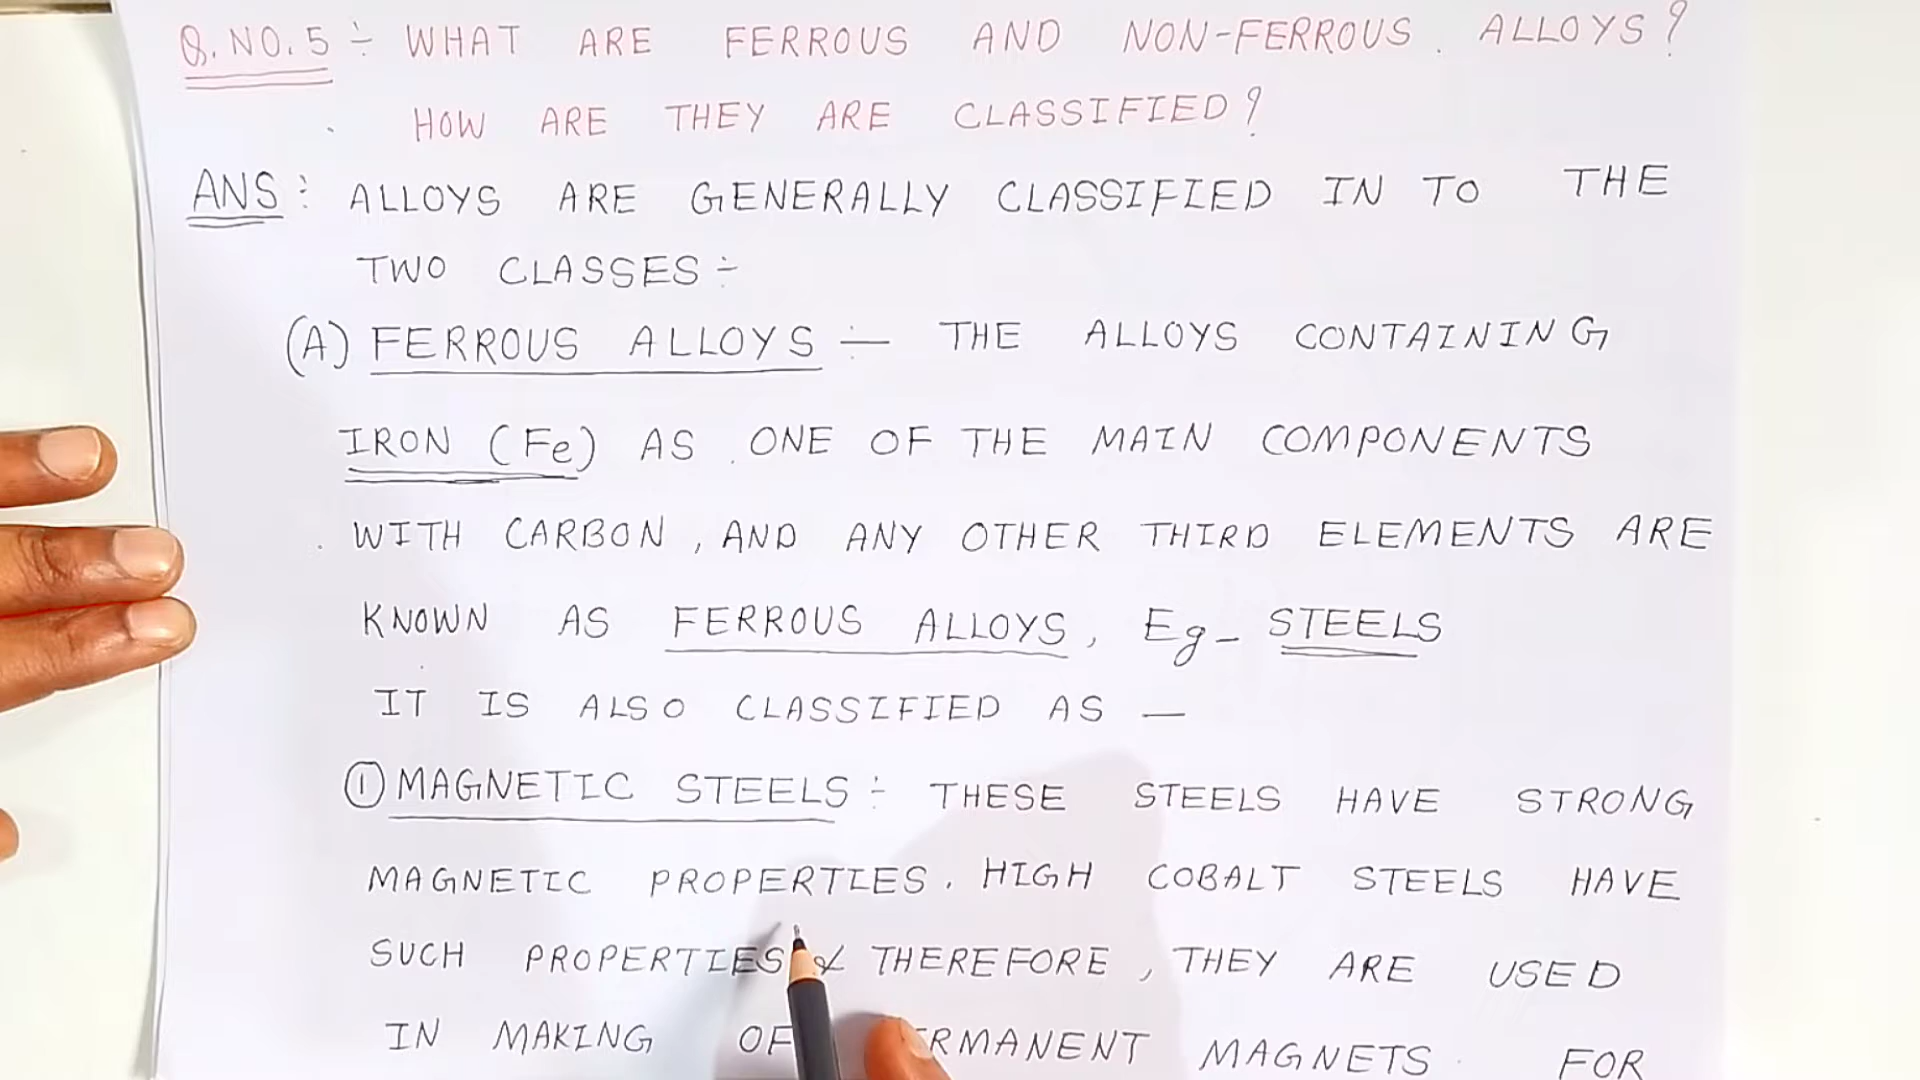 Q.NO.5 ÷ WHAT ARE FERROUS AND NON-FERROUS. ALLOYS?
HOW ARE THEY ARE CLASSIFIED?
ANS: ALLOYS ARE GENERALLY CLASSIFIED IN TO THE
TWO CLASSES ÷
(A) FERROUS ALLOYS ÷ THE ALLOYS CONTAINING
IRON (Fe) AS ONE OF THE MAIN COMPONENTS
WITH CARBON, AND ANY OTHER THIRD ELEMENTS ARE
KNOWN AS FERROUS ALLOYS, Eg- STEELS
IT IS ALSO CLASSIFIED AS —
① MAGNETIC STEELS ÷ THESE STEELS HAVE STRONG
MAGNETIC PROPERTIES. HIGH COBALT STEELS HAVE
SUCH PROPERTIES & THEREFORE, THEY ARE USED
IN MAKING OF MAGNETS FOR